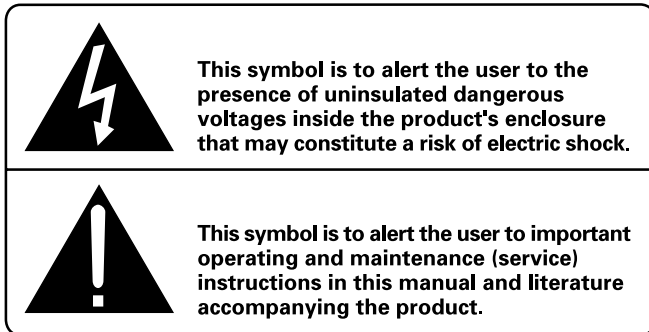 This symbol is to alert the user to the
presence of uninsulated dangerous
voltages inside the product's enclosure
that may constitute a risk of electric shock.
This symbol is to alert the user to important
operating and maintenance (service)
instructions in this manual and literature
accompanying the product.